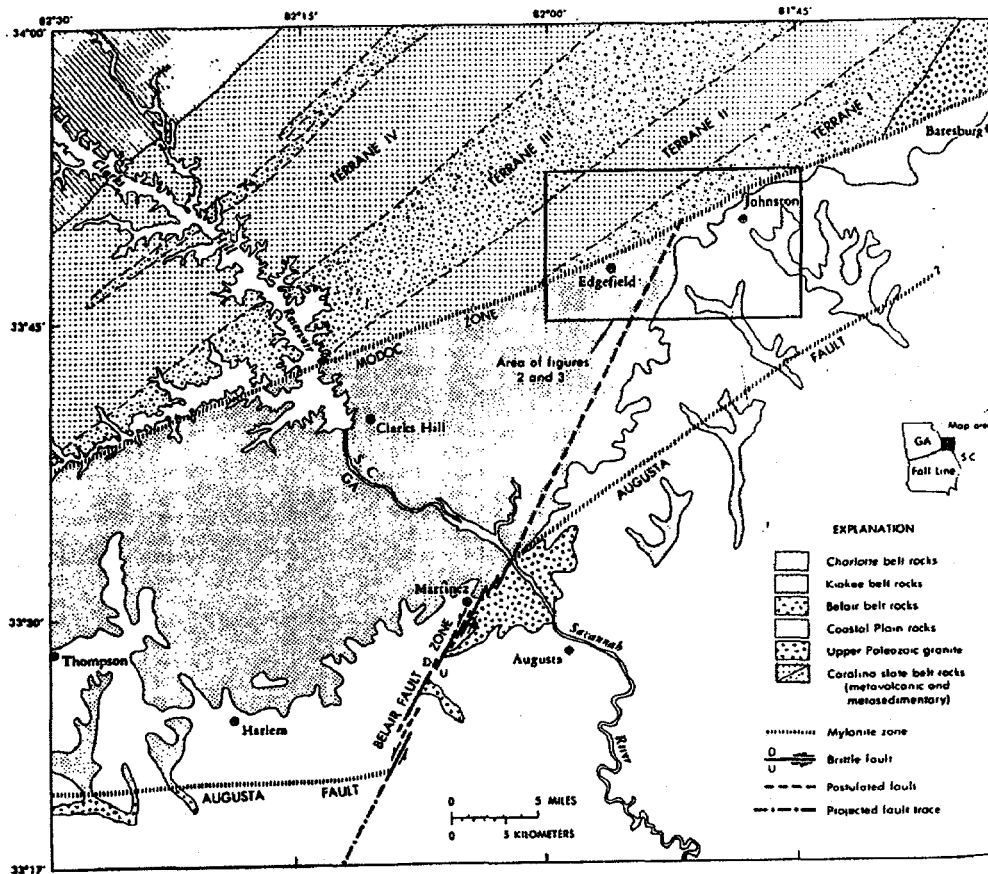 82°30'
82°15'
82°00'
81°45'
34°00'
TERRANE IV
TERRANE III
TERRANE II
TERRANE I
Batesburg
Johnston
Edgefield
33°45'
MODOC
ZONE
Reservoir
Area of figures
2 and 3
FAULT
AUGUSTA
Clarks Hill
S C
GA
Map area
GA
S C
Fall Line
EXPLANATION
Charlotte belt rocks
Kiokee belt rocks
Belair belt rocks
Coastal Plain rocks
Upper Paleozoic granite
Carolina slate belt rocks
(metavolcanic and
metasedimentary)
Mylonite zone
D
U
Brittle fault
Postulated fault
Projected fault trace
Martinez
33°30'
Thompson
Augusta
Savannah
River
BELAIR FAULT ZONE
D
U
Harlem
AUGUSTA
FAULT
0
5 MILES
0
5 KILOMETERS
33°17'